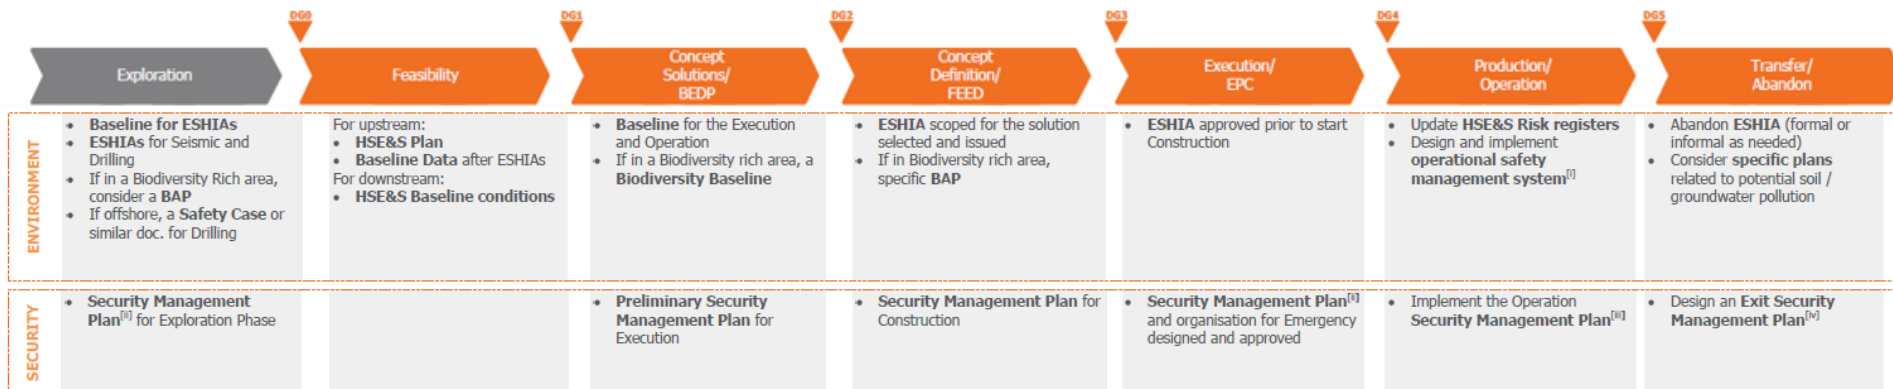 DG0
DG1
DG2
DG3
DG4
DG5
Exploration
Feasibility
Concept
Solutions/
BEDP
Concept
Definition/
FEED
Execution/
EPC
Production/
Operation
Transfer/
Abandon
ENVIRONMENT
• Baseline for ESHIAs
• ESHIAs for Seismic and
Drilling
• If in a Biodiversity Rich area,
consider a BAP
• If offshore, a Safety Case or
similar doc. for Drilling
For upstream:
• HSE&S Plan
• Baseline Data after ESHIAs
For downstream:
• HSE&S Baseline conditions
• Baseline for the Execution
and Operation
• If in a Biodiversity rich area, a
Biodiversity Baseline
• ESHIA scoped for the solution
selected and issued
• If in Biodiversity rich area,
specific BAP
• ESHIA approved prior to start
Construction
• Update HSE&S Risk registers
• Design and implement
operational safety
management system[i]
• Abandon ESHIA (formal or
informal as needed)
• Consider specific plans
related to potential soil /
groundwater pollution
SECURITY
• Security Management
Plan[ii] for Exploration Phase
• Preliminary Security
Management Plan for
Execution
• Security Management Plan for
Construction
• Security Management Plan[ii]
and organisation for Emergency
designed and approved
• Implement the Operation
Security Management Plan[iii]
• Design an Exit Security
Management Plan[iv]